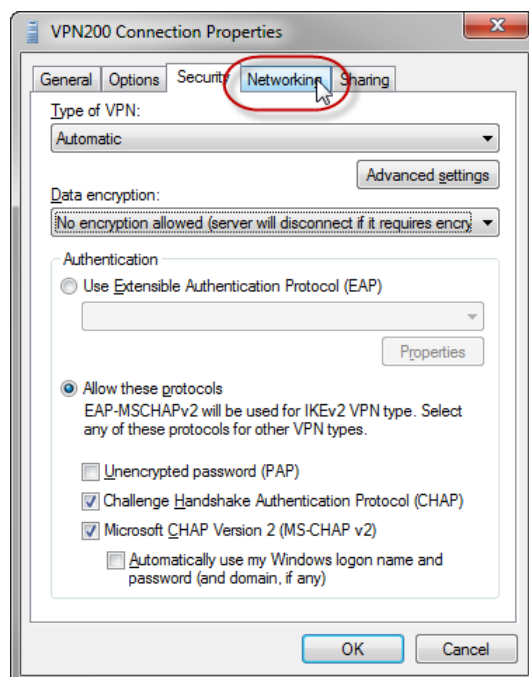 VPN200 Connection Properties
General Options Security Networking Sharing
Type of VPN:
Automatic
Advanced settings
Data encryption:
No encryption allowed (server will disconnect if it requires encry
Authentication
Use Extensible Authentication Protocol (EAP)
Properties
Allow these protocols
EAP-MSCHAPv2 will be used for IKEv2 VPN type. Select
any of these protocols for other VPN types.
Unencrypted password (PAP)
Challenge Handshake Authentication Protocol (CHAP)
Microsoft CHAP Version 2 (MS-CHAP v2)
Automatically use my Windows logon name and
password (and domain, if any)
OK Cancel